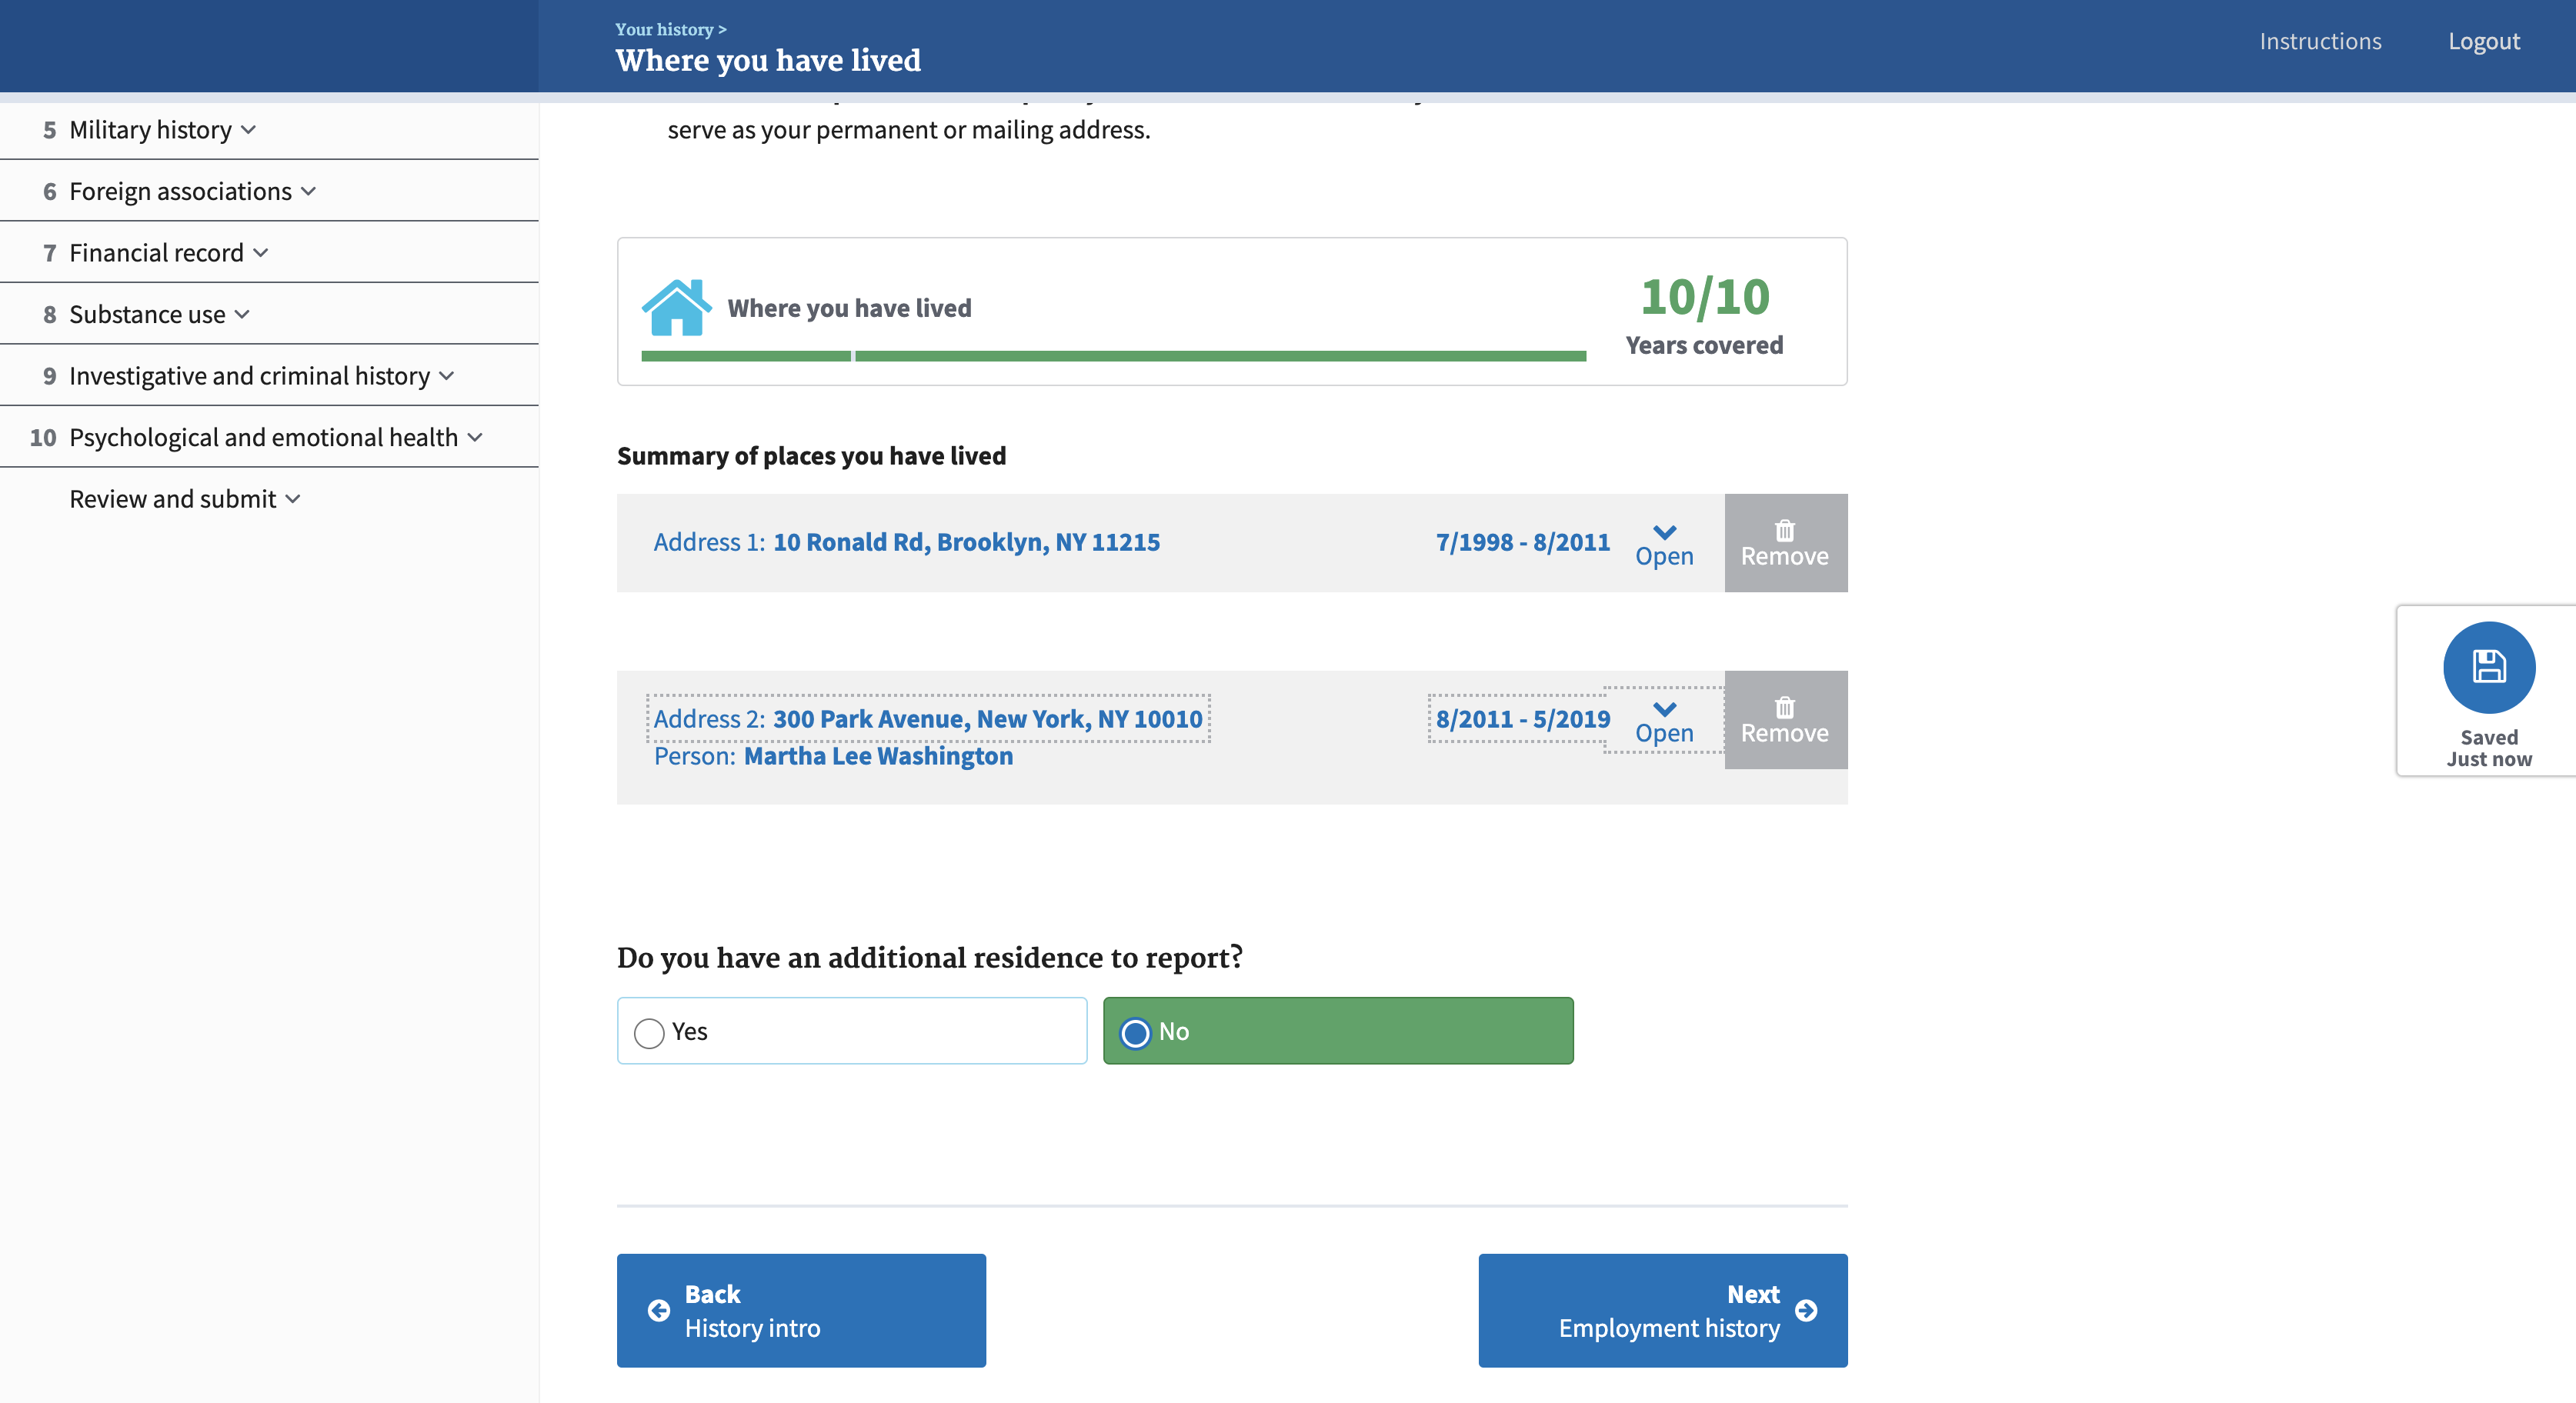 Your history >
Where you have lived
Instructions
Logout
5 Military history
6 Foreign associations
7 Financial record
8 Substance use
9 Investigative and criminal history
10 Psychological and emotional health
Review and submit
serve as your permanent or mailing address.
Where you have lived
10/10
Years covered
Summary of places you have lived
Address 1: 10 Ronald Rd, Brooklyn, NY 11215
7/1998 - 8/2011
Open
Remove
Address 2: 300 Park Avenue, New York, NY 10010
Person: Martha Lee Washington
8/2011 - 5/2019
Open
Remove
Saved
Just now
Do you have an additional residence to report?
Yes
No
Back
History intro
Next
Employment history